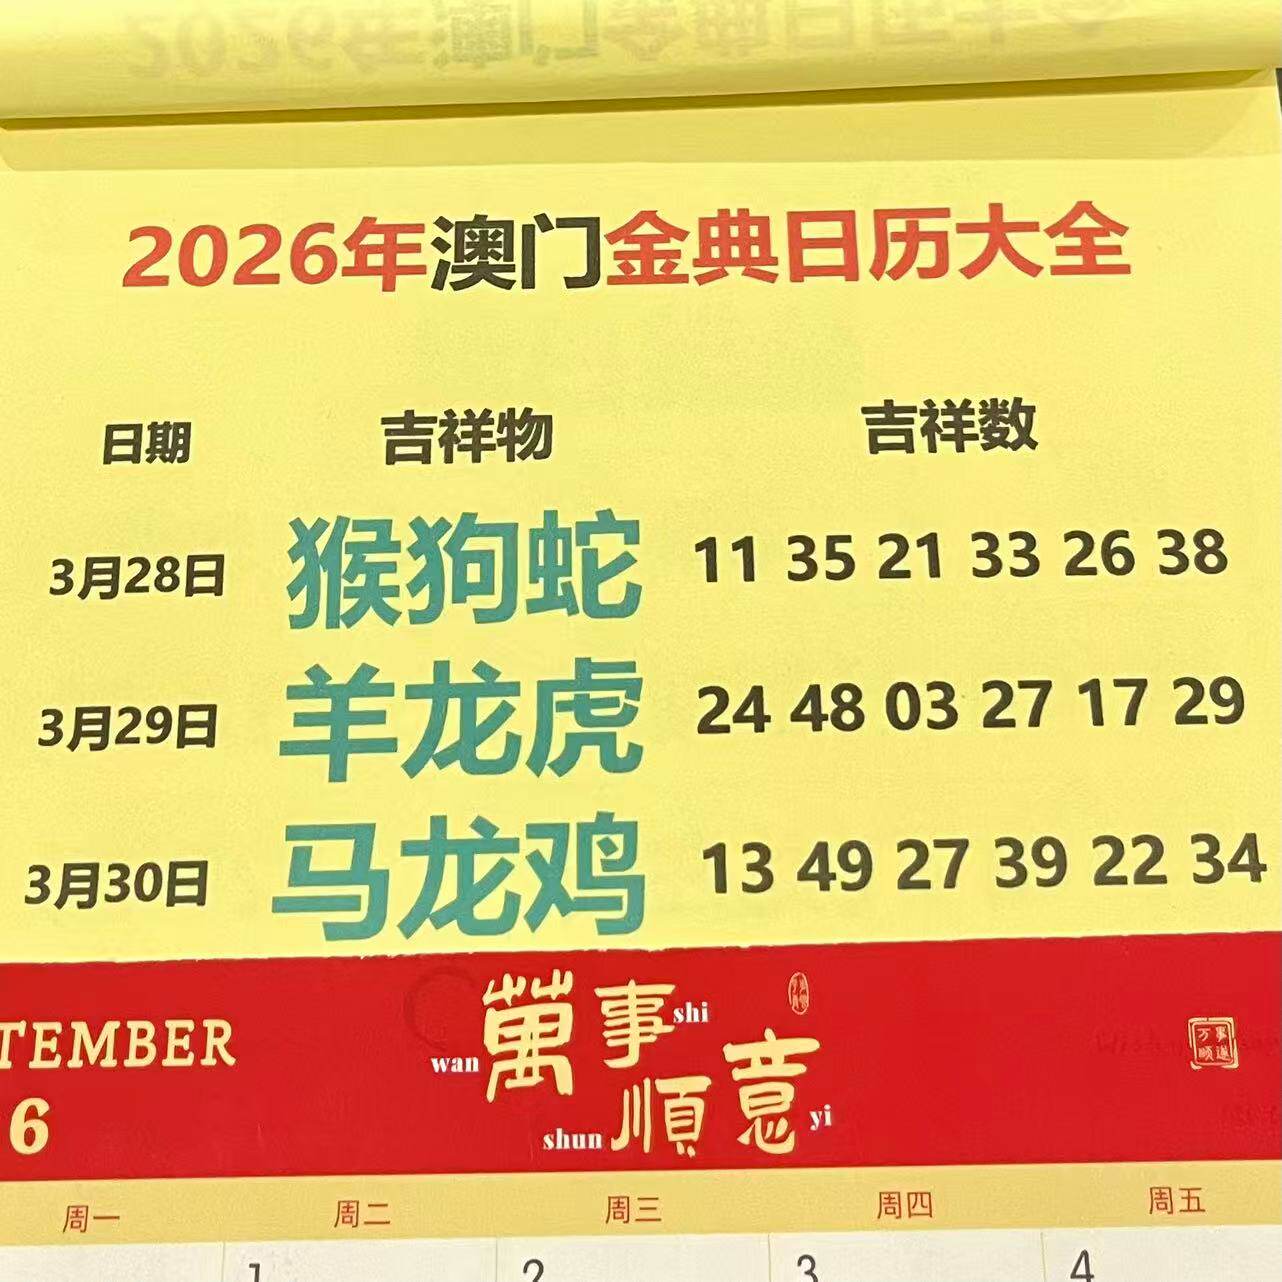 2026年澳门金典日历大全
日期 吉祥物 吉祥数
3月28日 猴狗蛇 11 35 21 33 26 38
3月29日 羊龙虎 24 48 03 27 17 29
3月30日 马龙鸡 13 49 27 39 22 34
TEMBER
6
萬事順意
wan shi shun yi
万事顺遂
周一 周二 周三 周四 周五
1 2 3 4